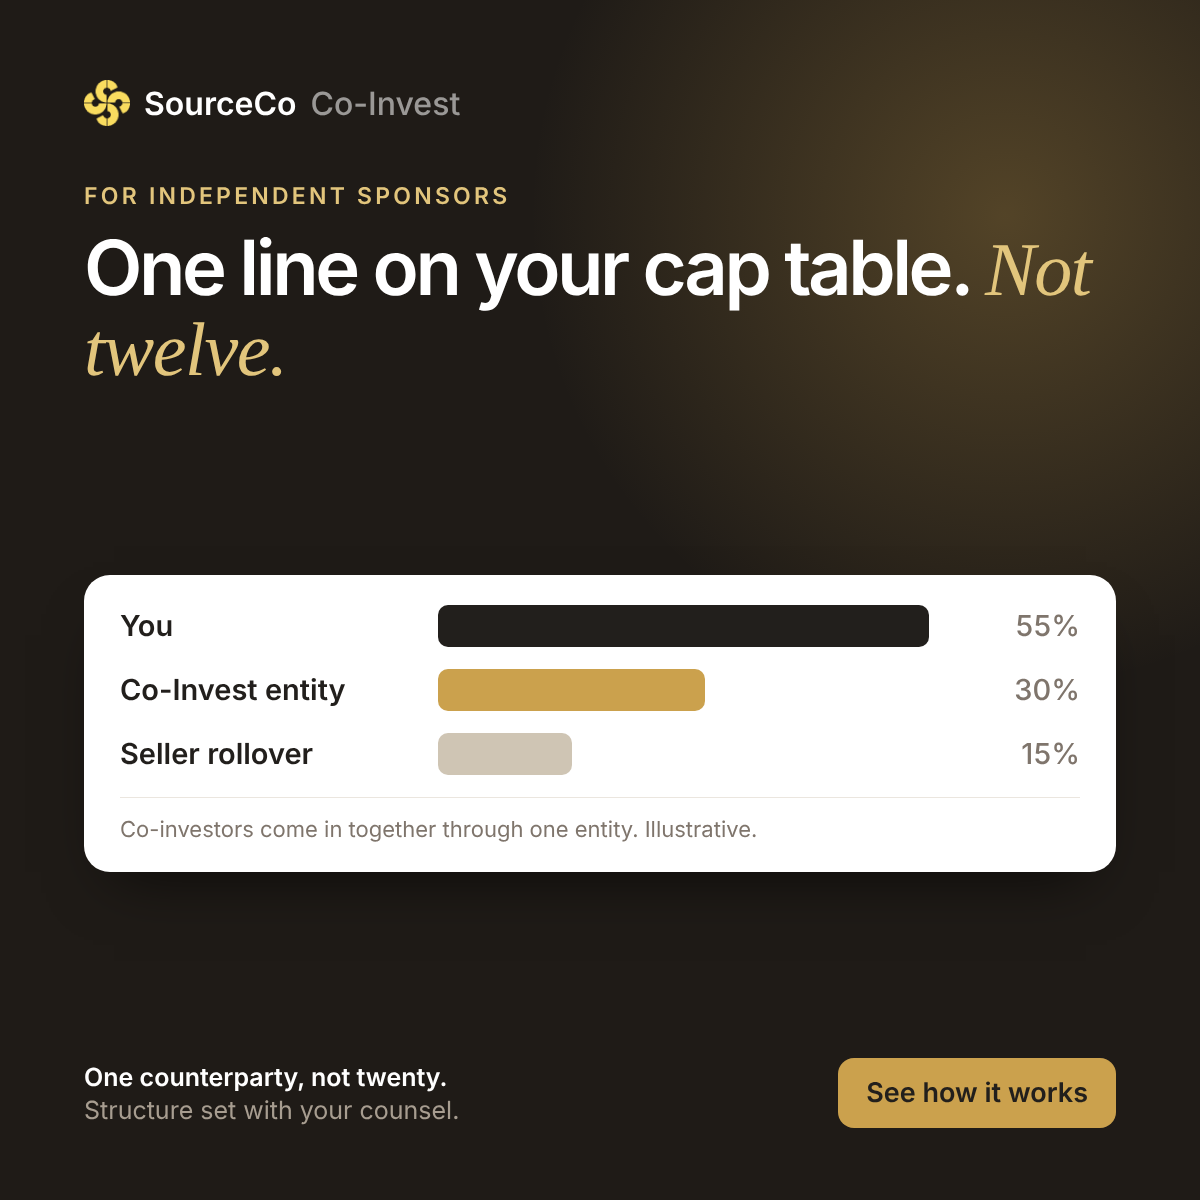 SourceCo Co-Invest
FOR INDEPENDENT SPONSORS
One line on your cap table. Not
twelve.
You 55%
Co-Invest entity 30%
Seller rollover 15%
Co-investors come in together through one entity. Illustrative.
One counterparty, not twenty.
Structure set with your counsel.
See how it works